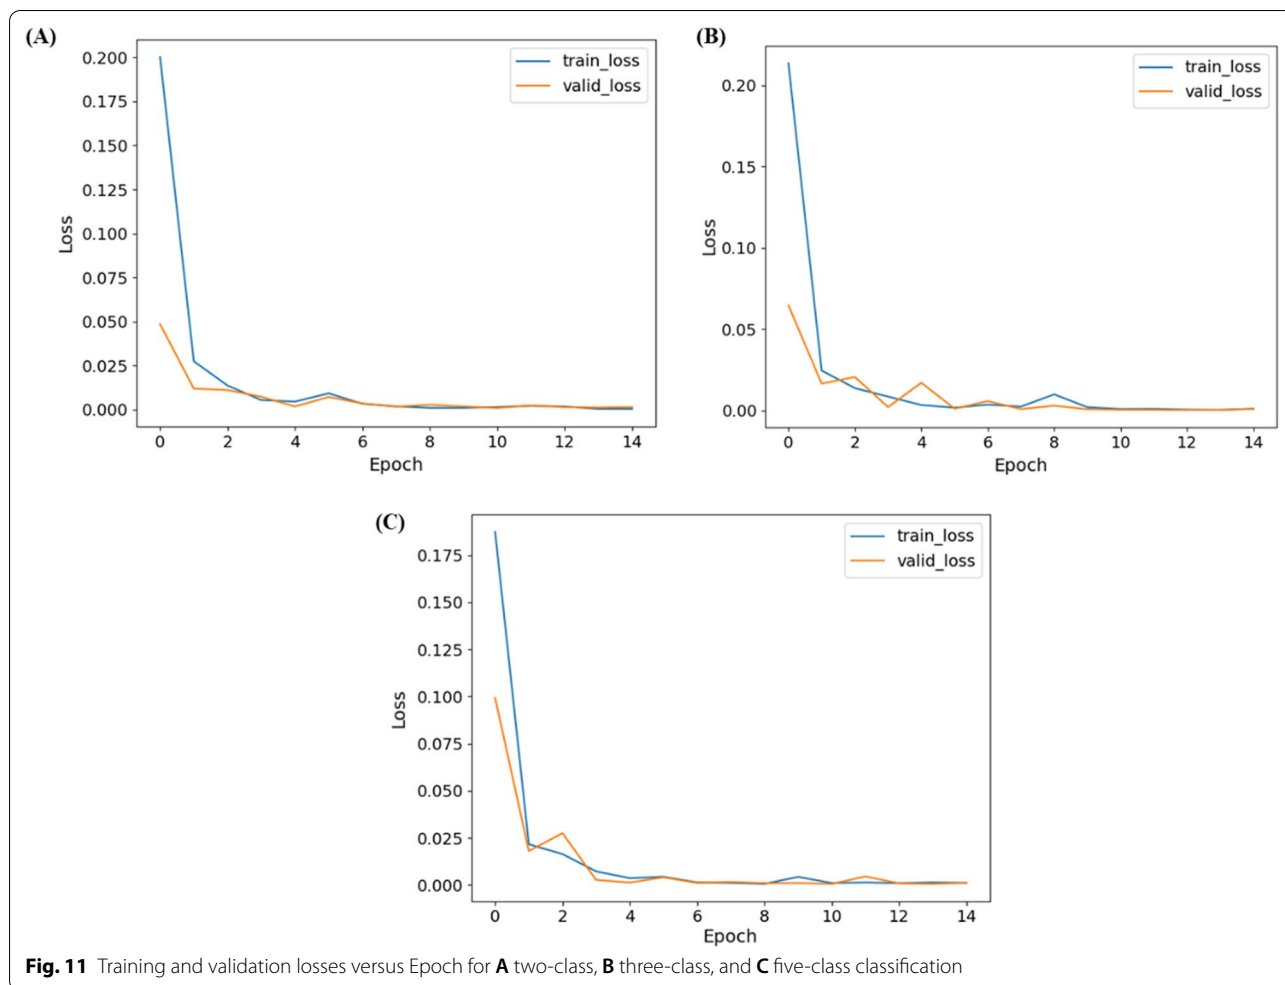 (A)
0.200
0.175
0.150
0.125
0.100
0.075
0.050
0.025
0.000
Loss
train_loss
valid_loss
0 2 4 6 8 10 12 14
Epoch
(B)
0.20
0.15
0.10
0.05
0.00
Loss
train_loss
valid_loss
0 2 4 6 8 10 12 14
Epoch
(C)
0.175
0.150
0.125
0.100
0.075
0.050
0.025
0.000
Loss
train_loss
valid_loss
0 2 4 6 8 10 12 14
Epoch
Fig. 11 Training and validation losses versus Epoch for A two-class, B three-class, and C five-class classification